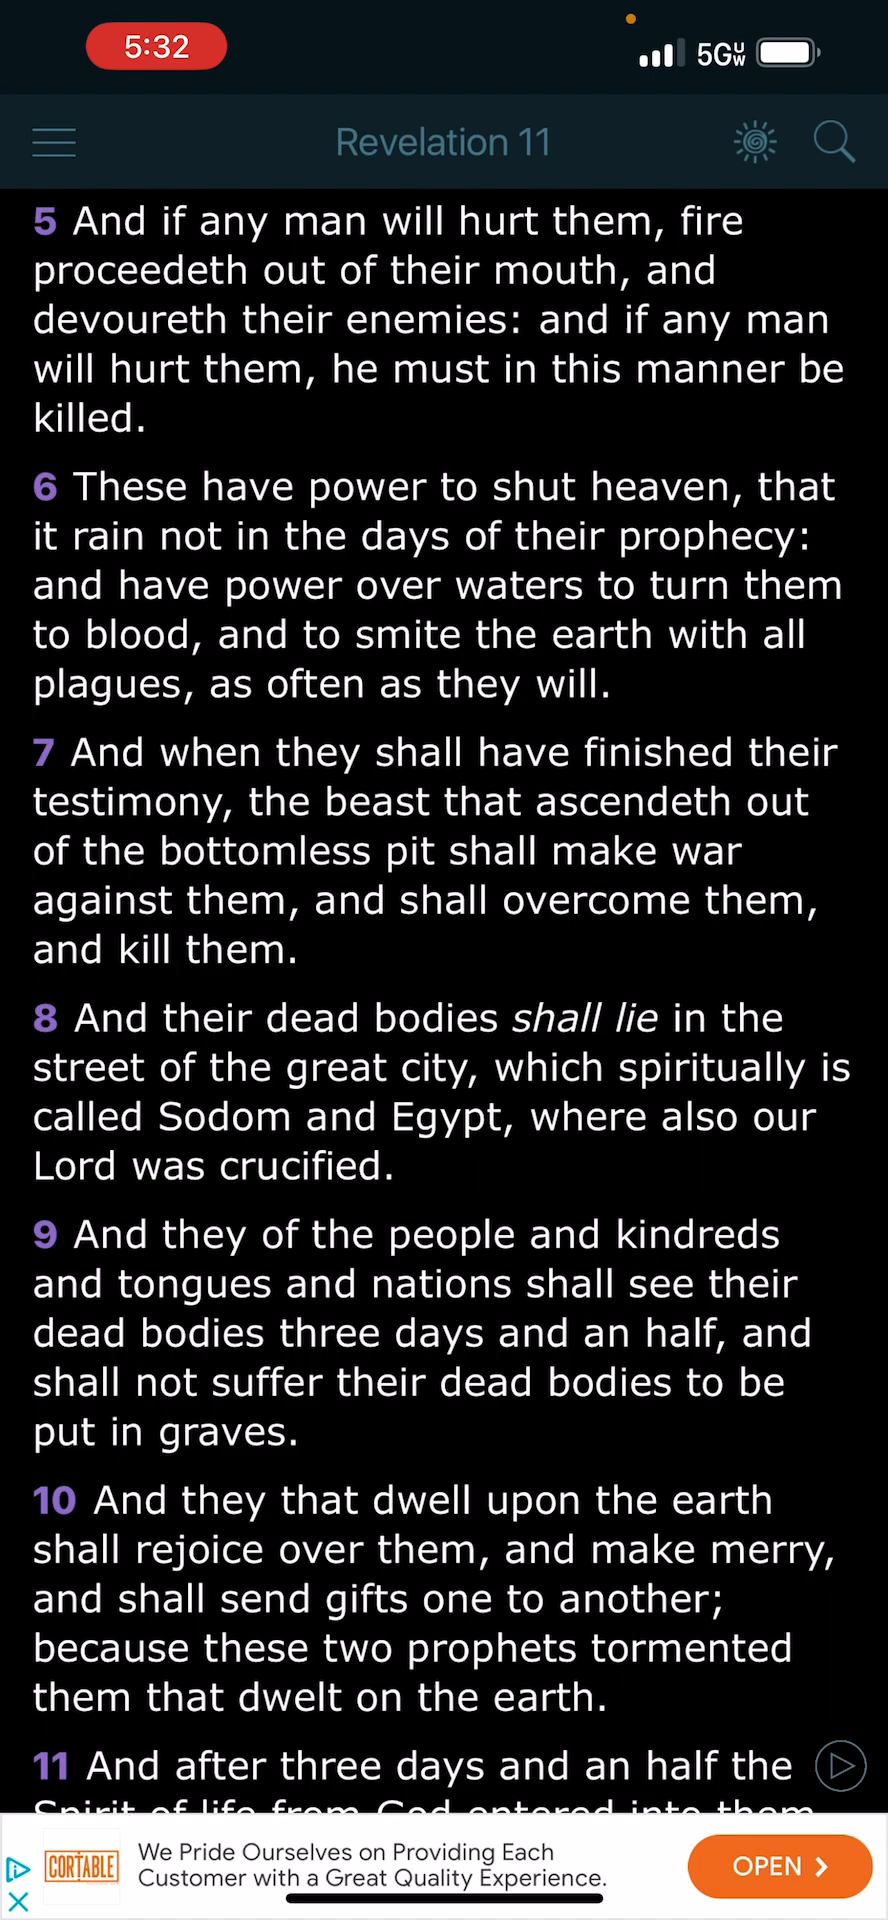 5:32
5G UW
Revelation 11
5 And if any man will hurt them, fire
proceedeth out of their mouth, and
devoureth their enemies: and if any man
will hurt them, he must in this manner be
killed.
6 These have power to shut heaven, that
it rain not in the days of their prophecy:
and have power over waters to turn them
to blood, and to smite the earth with all
plagues, as often as they will.
7 And when they shall have finished their
testimony, the beast that ascendeth out
of the bottomless pit shall make war
against them, and shall overcome them,
and kill them.
8 And their dead bodies shall lie in the
street of the great city, which spiritually is
called Sodom and Egypt, where also our
Lord was crucified.
9 And they of the people and kindreds
and tongues and nations shall see their
dead bodies three days and an half, and
shall not suffer their dead bodies to be
put in graves.
10 And they that dwell upon the earth
shall rejoice over them, and make merry,
and shall send gifts one to another;
because these two prophets tormented
them that dwelt on the earth.
11 And after three days and an half the
Spirit of life from God entered into them
CORTABLE
We Pride Ourselves on Providing Each
Customer with a Great Quality Experience.
OPEN